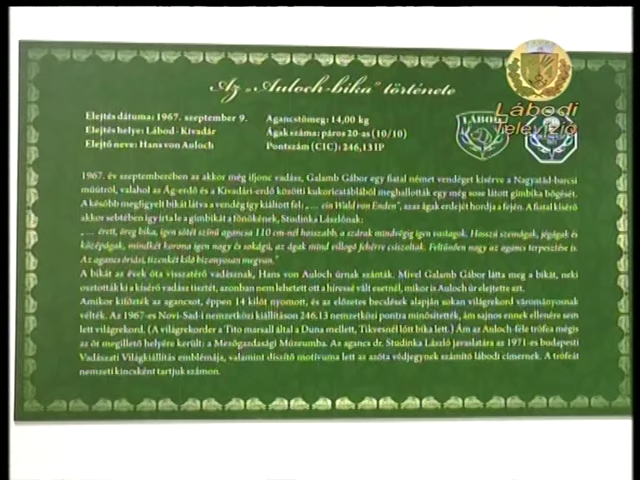 Az „Auloch-bika” története
Elejtés dátuma: 1967. szeptember 9.
Elejtés helye: Lábod - Kivadár
Elejtő neve: Hans von Auloch
Agancstömeg: 14,00 kg
Ágak száma: páros 20-as (10/10)
Pontszám (CIC): 246,13IP
LÁBOD
Lábodi
Televízió
1967. év szeptemberében az akkor még ifjonc vadász, Galamb Gábor egy fiatal német vendéget kísérve a Nagyatád-barcsi
műútról, valahol az Ág-erdő és a Kivadári-erdő közötti kukoricatáblából meghallották egy még sose látott gímbika bőgését.
A később megfigyelt bikát látva a vendég így kiáltott fel: „… ein Wald von Enden”, azaz ágak erdejét hordja a fején. A fiatal kísérő
akkor sebtében így írta le a gímbikát a főnökének, Studinka Lászlónak:
„… érett, öreg bika, igen sötét színű agancsa 110 cm-nél hosszabb, a szárak mindvégig igen vastagok. Hosszú szemágak, jégágak és
középágak, mindkét korona igen nagy és sokágú, az ágak mind villogó fehérre csiszoltak. Feltűnően nagy az agancs terpesztése is.
Az agancs óriási, tizenkét kiló bizonyosan megvan.”
A bikát az évek óta visszatérő vadásznak, Hans von Auloch úrnak szánták. Mivel Galamb Gábor látta meg a bikát, neki
osztották ki a kísérő vadász tisztét, azonban nem lehetett ott a híressé vált esetnél, mikor is Auloch úr elejtette azt.
Amikor kifőzték az agancsot, éppen 14 kilót nyomott, és az előzetes becslések alapján sokan világrekord várományosnak
vélték. Az 1967-es Novi-Sad-i nemzetközi kiállításon 246,13 nemzetközi pontra minősítették, ám sajnos ennek ellenére sem
lett világrekord. (A világrekorder a Tito marsall által a Duna mellett, Tikvesnél lőtt bika lett.) Ám az Auloch-féle trófea mégis
az őt megillető helyére került: a Mezőgazdasági Múzeumba. Az agancs dr. Studinka László javaslatára az 1971-es budapesti
Vadászati Világkiállítás emblémája, valamint díszítő motívuma lett az azóta védjegynek számító lábodi címernek. A trófeát
nemzeti kincsként tartjuk számon.